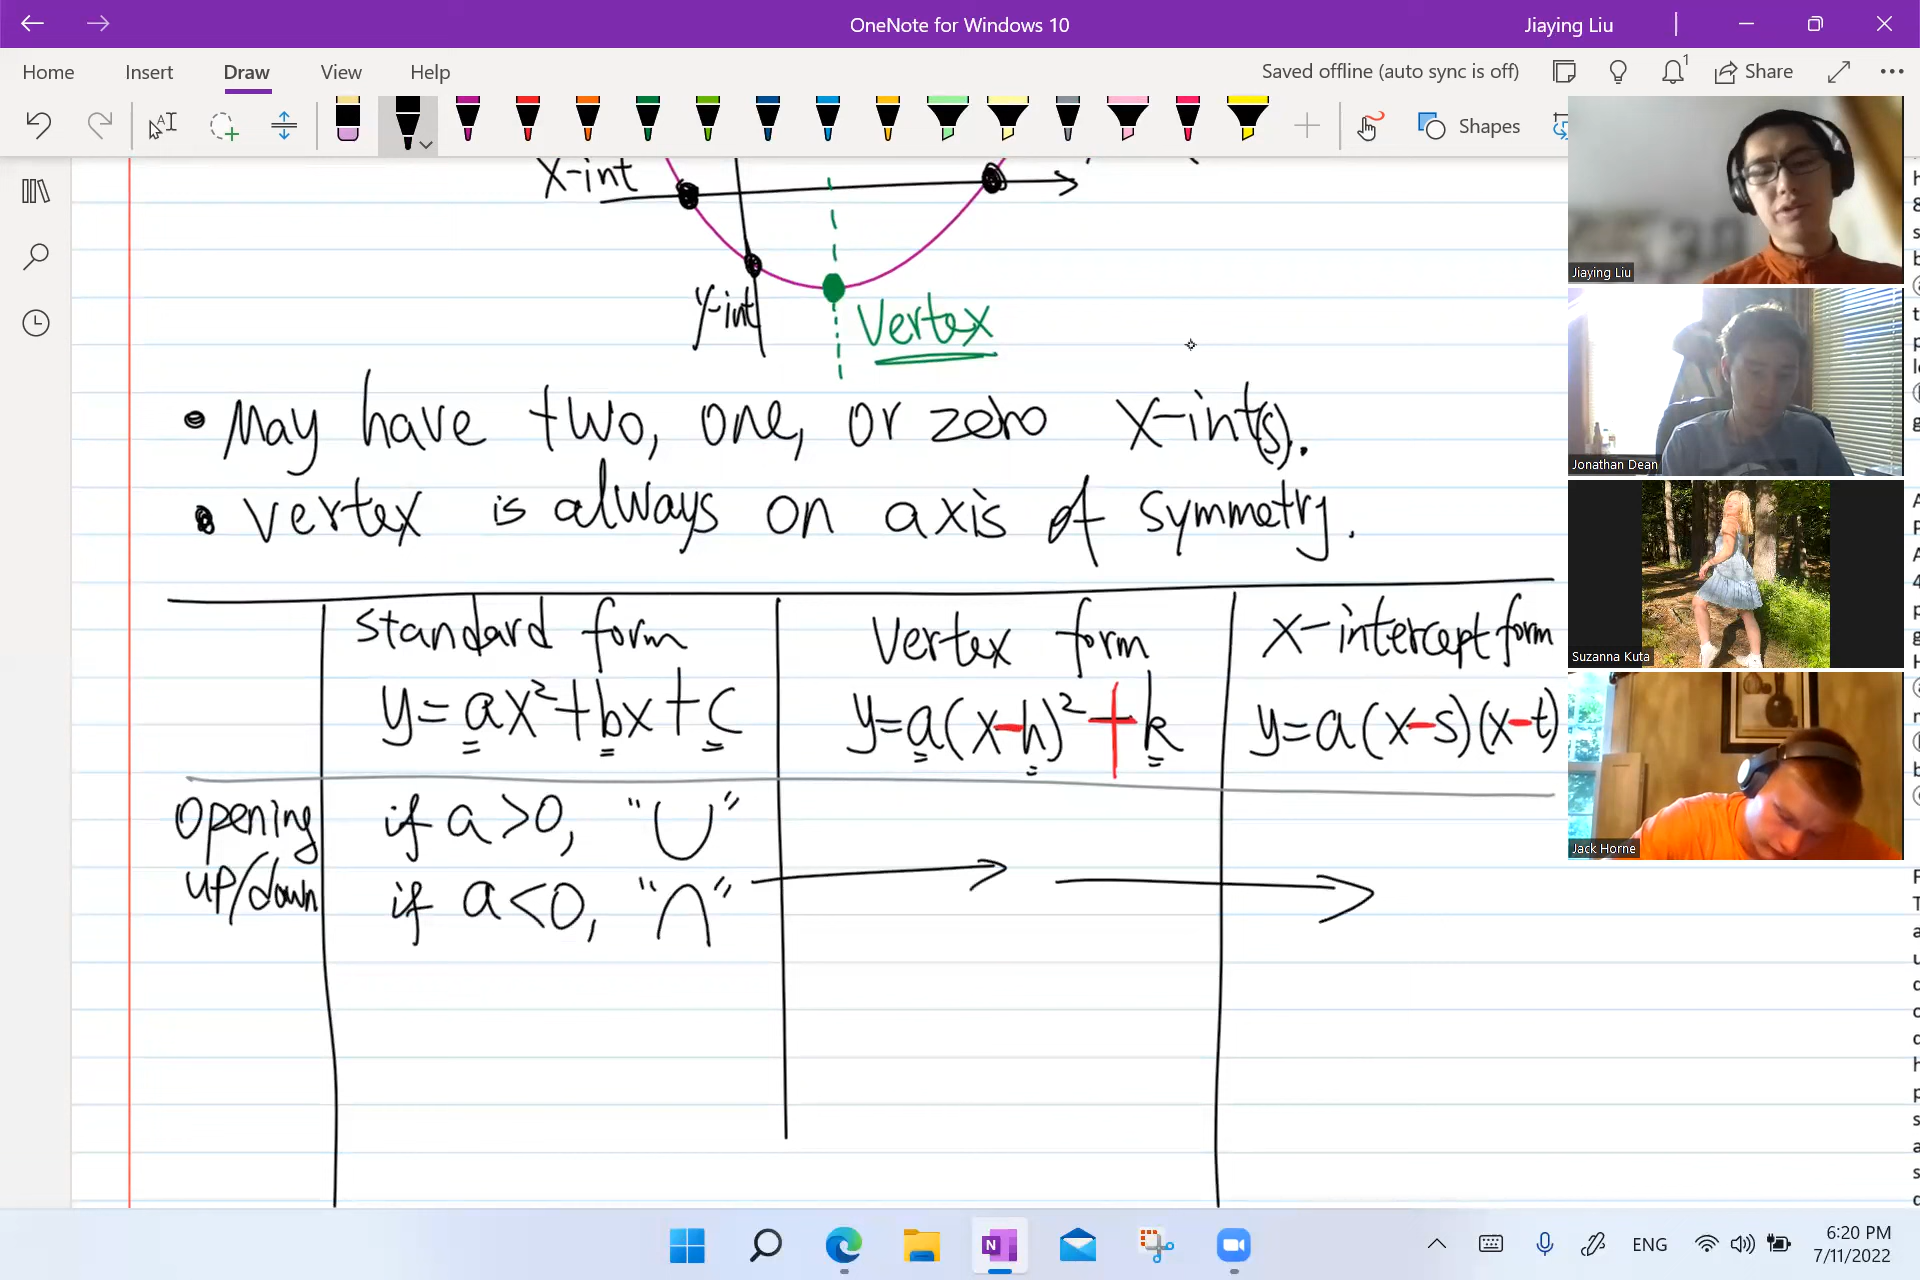 OneNote for Windows 10
Jiaying Liu
Home Insert Draw View Help
Saved offline (auto sync is off)
1
Share
Shapes
X-int
y-int
Vertex
• May have two, one, or zero x-int(s).
• Vertex is always on axis of symmetry.
Standard form
Vertex form
X-intercept form
y=ax²+bx+c
y=a(x-h)²+k
y=a(x-s)(x-t)
Opening up/down
if a>0, "∪"
if a<0, "∩"
Jiaying Liu
Jonathan Dean
Suzanna Kuta
Jack Horne
ENG
6:20 PM
7/11/2022